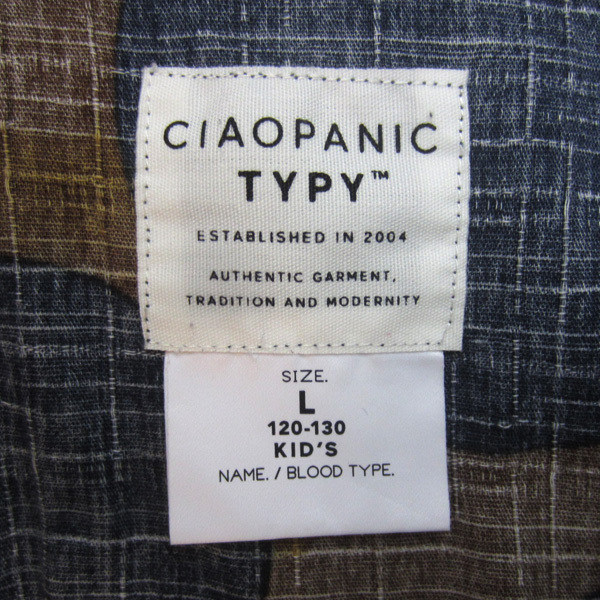 CIAOPANIC
TYPY™
ESTABLISHED IN 2004
AUTHENTIC GARMENT,
TRADITION AND MODERNITY
SIZE.
L
120-130
KID'S
NAME. / BLOOD TYPE.